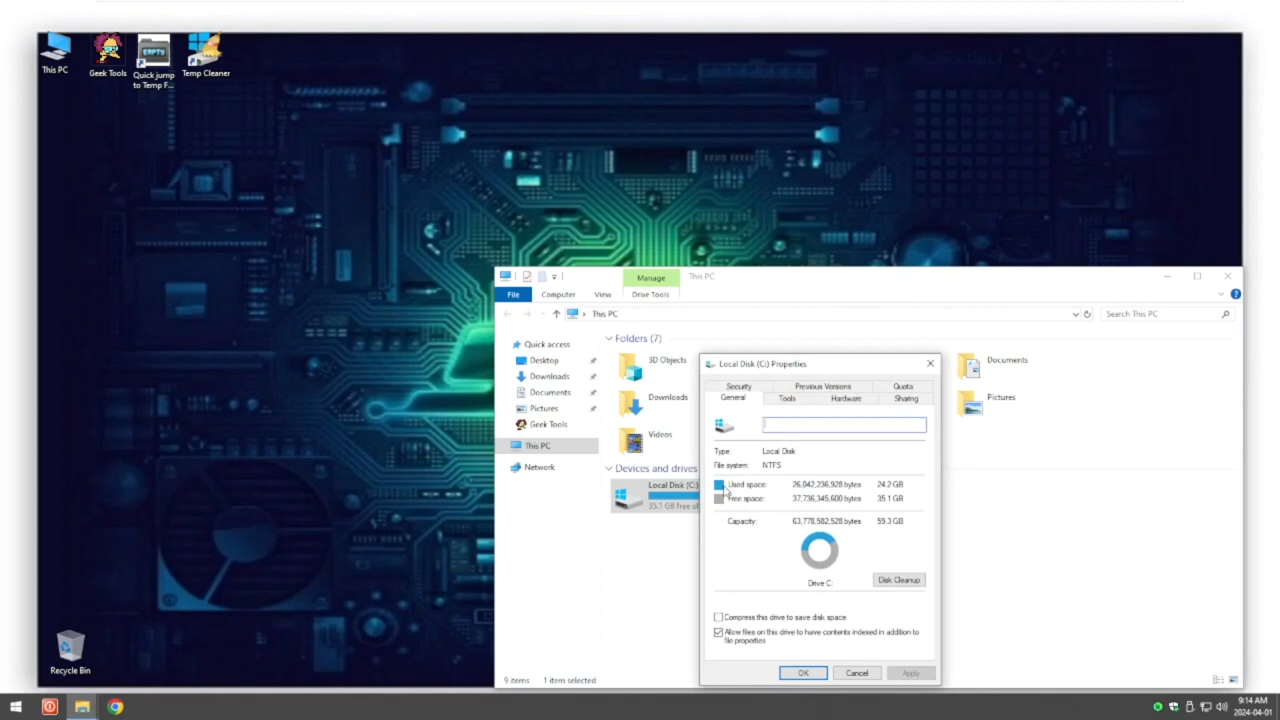 This PC
Geek Tools
Quick jump
to Temp F...
Temp Cleaner
EMPTY
Manage
This PC
File
Computer
View
Drive Tools
This PC
Search This PC
Quick access
Desktop
Downloads
Documents
Pictures
Geek Tools
This PC
Network
Folders (7)
3D Objects
Documents
Downloads
Pictures
Videos
Devices and drives
Local Disk (C:)
35.1 GB free of
Local Disk (C:) Properties
Security
Previous Versions
Quota
General
Tools
Hardware
Sharing
Type:
Local Disk
File system:
NTFS
Used space:
26,042,236,928 bytes
24.2 GB
Free space:
37,736,345,600 bytes
35.1 GB
Capacity:
63,778,582,528 bytes
59.3 GB
Drive C:
Disk Cleanup
Compress this drive to save disk space
Allow files on this drive to have contents indexed in addition to
file properties
OK
Cancel
Apply
9 items
1 item selected
Recycle Bin
9:14 AM
2024-04-01